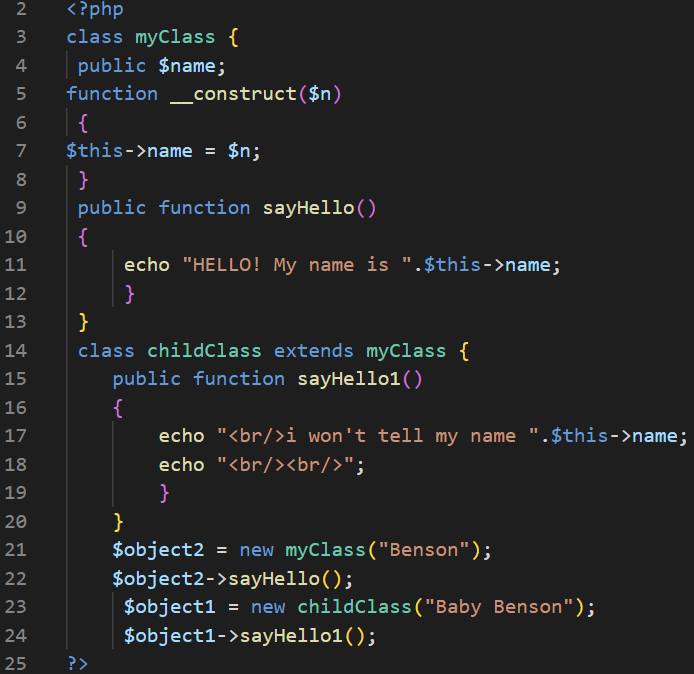 2 <?php
3 class myClass {
4 public $name;
5 function __construct($n)
6 {
7 $this->name = $n;
8 }
9 public function sayHello()
10 {
11 echo "HELLO! My name is ".$this->name;
12 }
13 }
14 class childClass extends myClass {
15 public function sayHello1()
16 {
17 echo "<br/>i won't tell my name ".$this->name;
18 echo "<br/><br/>";
19 }
20 }
21 $object2 = new myClass("Benson");
22 $object2->sayHello();
23 $object1 = new childClass("Baby Benson");
24 $object1->sayHello1();
25 ?>